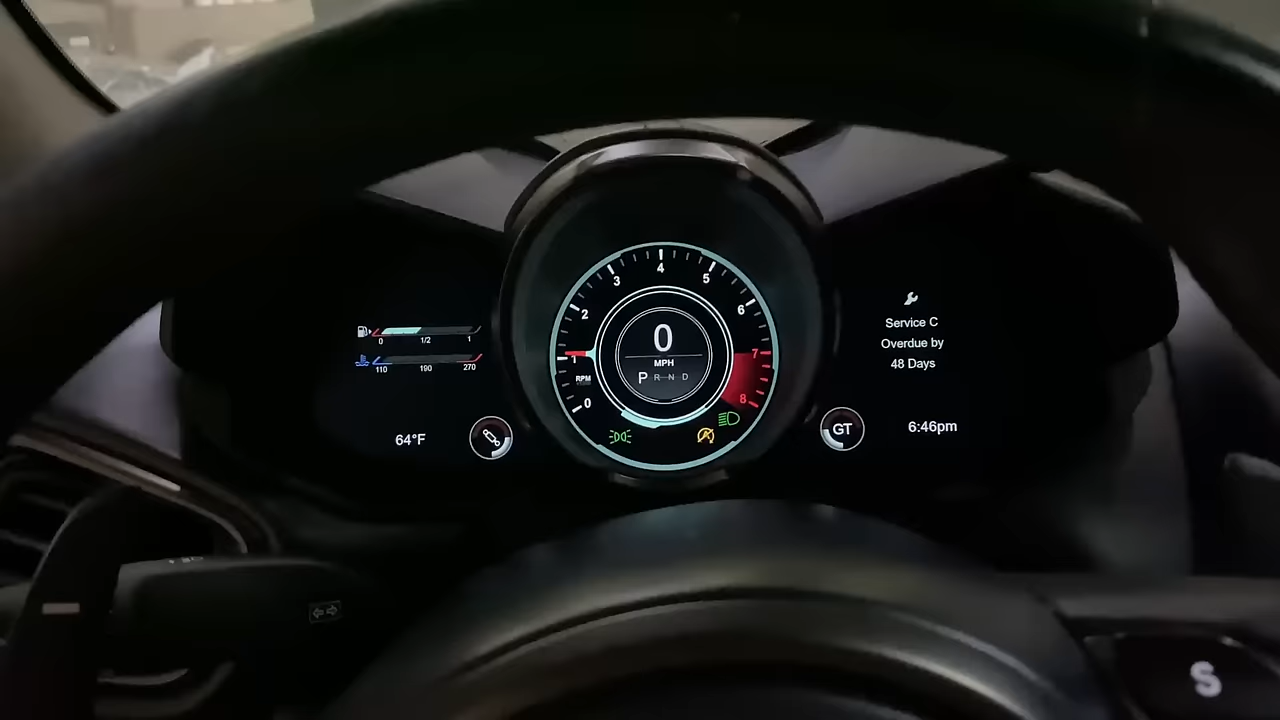 0 1/2 1
110 190 270
64°F
0
1
2
3
4
5
6
7
8
RPM
0
MPH
P R N D
GT
Service C
Overdue by
48 Days
6:46pm
S